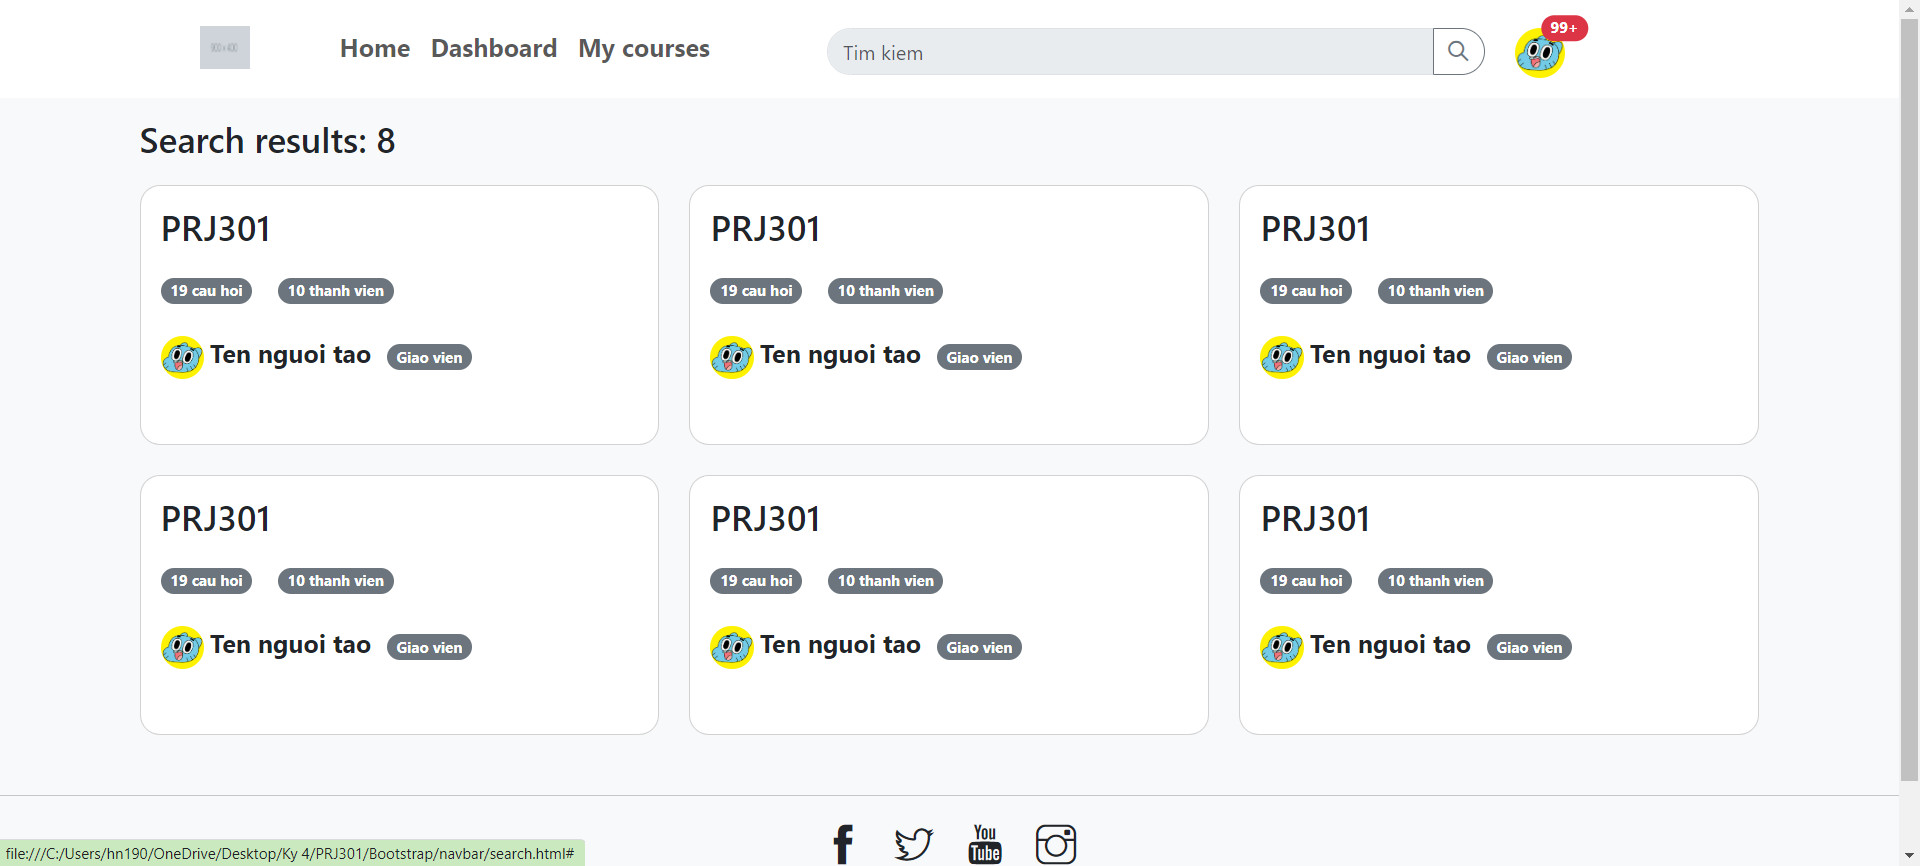 900 x 400
Home Dashboard My courses
Tim kiem
99+
Search results: 8
PRJ301 PRJ301 PRJ301
19 cau hoi 10 thanh vien 19 cau hoi 10 thanh vien 19 cau hoi 10 thanh vien
Ten nguoi tao Giao vien Ten nguoi tao Giao vien Ten nguoi tao Giao vien
PRJ301 PRJ301 PRJ301
19 cau hoi 10 thanh vien 19 cau hoi 10 thanh vien 19 cau hoi 10 thanh vien
Ten nguoi tao Giao vien Ten nguoi tao Giao vien Ten nguoi tao Giao vien
You
Tube
file:///C:/Users/hn190/OneDrive/Desktop/Ky 4/PRJ301/Bootstrap/navbar/search.html#